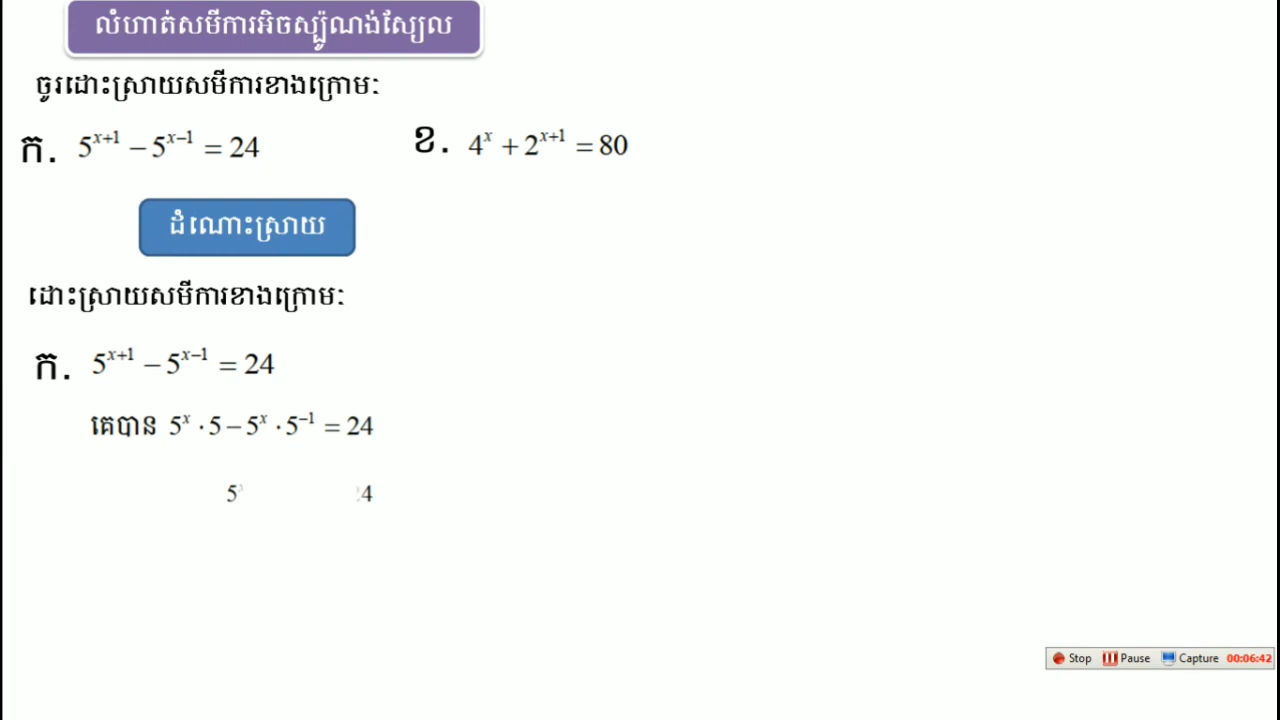 លំហាត់សមីការអិចស្ប៉ូណង់ស្យែល
ចូរដោះស្រាយសមីការខាងក្រោមៈ
ក. 5^{x+1} − 5^{x−1} = 24 ខ. 4^x + 2^{x+1} = 80
ដំណោះស្រាយ
ដោះស្រាយសមីការខាងក្រោមៈ
ក. 5^{x+1} − 5^{x−1} = 24
គេបាន 5^x · 5 − 5^x · 5^{−1} = 24
5^x 24
Stop Pause Capture 00:06:42